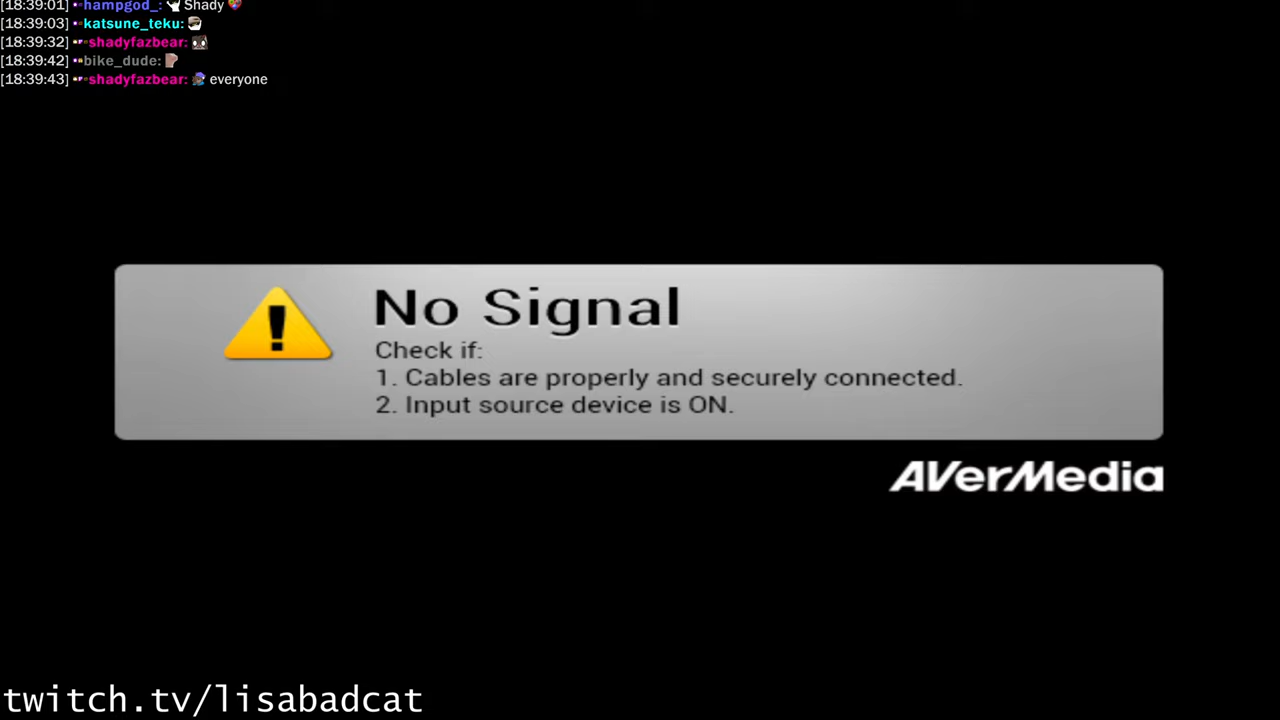 [18:39:01] hampgod_: Shady
[18:39:03] katsune_teku:
[18:39:32] shadyfazbear:
[18:39:42] bike_dude:
[18:39:43] shadyfazbear: everyone
No Signal
Check if:
1. Cables are properly and securely connected.
2. Input source device is ON.
AVerMedia
twitch.tv/lisabadcat